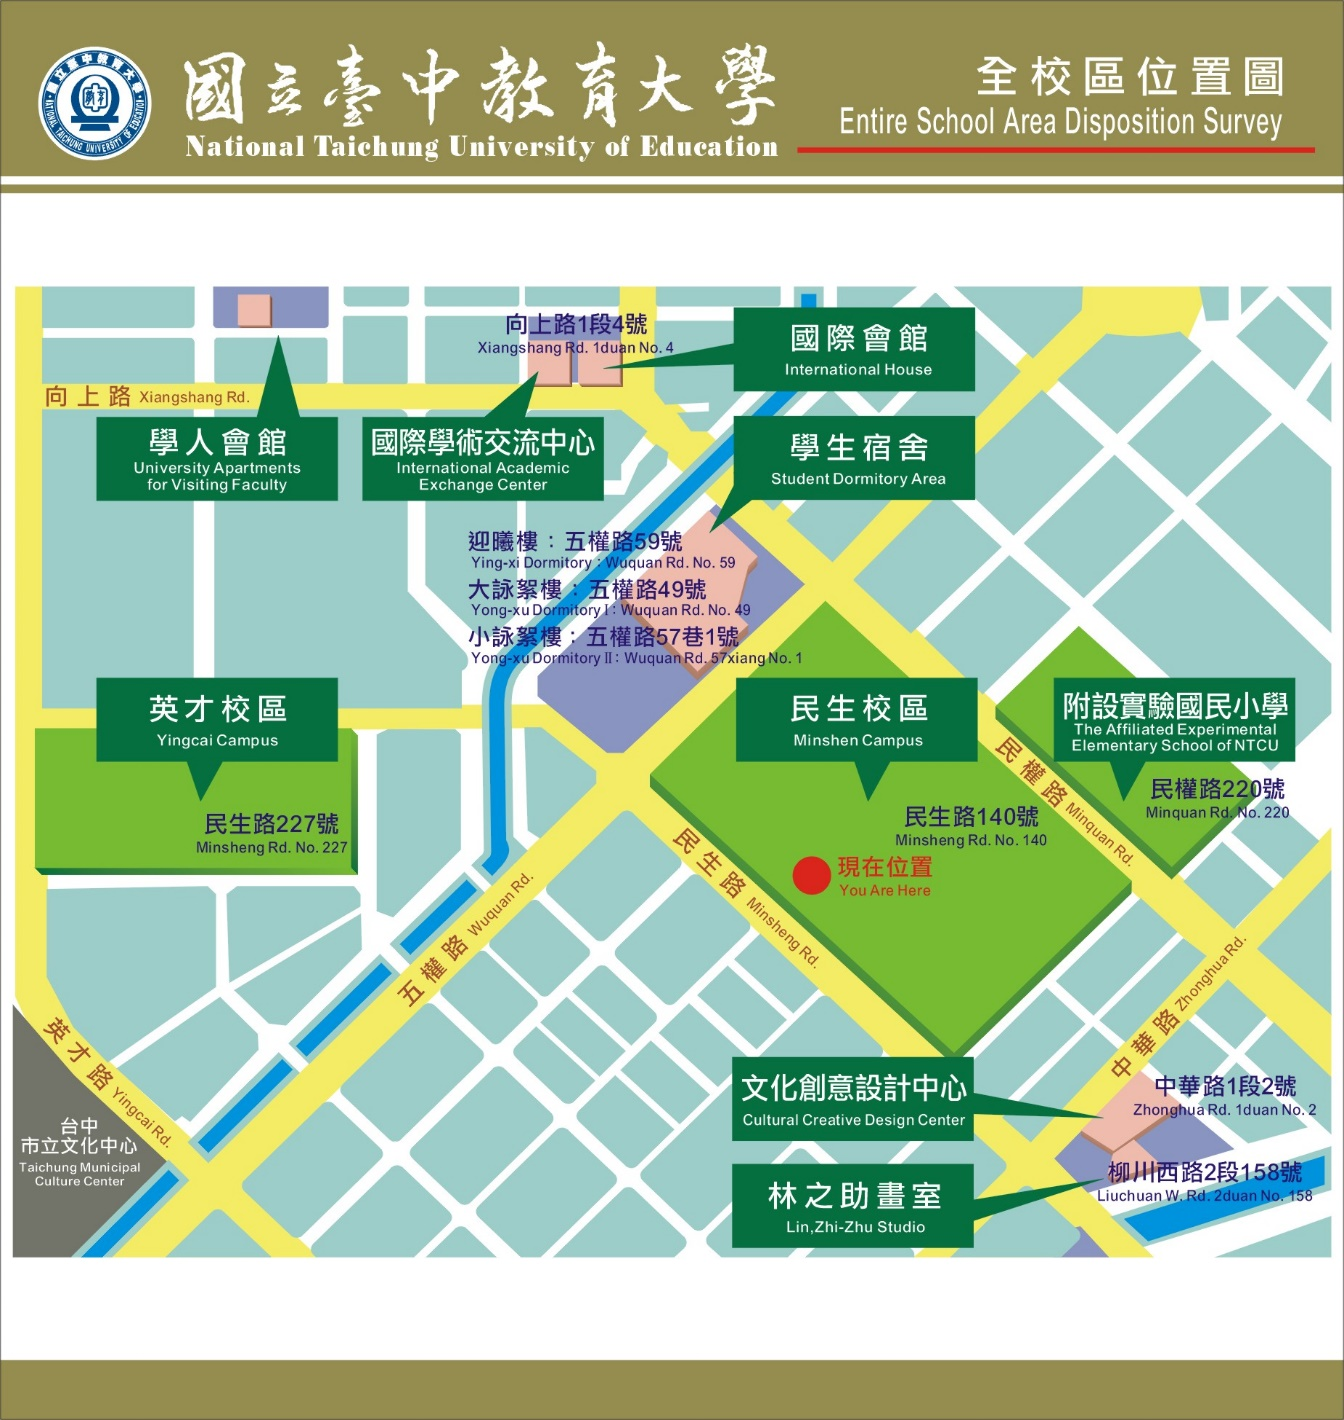 國立臺中教育大學
National Taichung University of Education
全校區位置圖
Entire School Area Disposition Survey
NATIONAL TAICHUNG UNIVERSITY OF EDUCATION
向上路1段4號
Xiangshang Rd. 1duan No. 4
國際會館
International House
向上路 Xiangshang Rd.
學人會館
University Apartments
for Visiting Faculty
國際學術交流中心
International Academic
Exchange Center
學生宿舍
Student Dormitory Area
迎曦樓：五權路59號
Ying-xi Dormitory : Wuquan Rd. No. 59
大詠絮樓：五權路49號
Yong-xu Dormitory I : Wuquan Rd. No. 49
小詠絮樓：五權路57巷1號
Yong-xu Dormitory II : Wuquan Rd. 57xiang No. 1
英才校區
Yingcai Campus
民生路227號
Minsheng Rd. No. 227
民生校區
Minshen Campus
民生路140號
Minsheng Rd. No. 140
現在位置
You Are Here
附設實驗國民小學
The Affiliated Experimental
Elementary School of NTCU
民權路220號
Minquan Rd. No. 220
民權路 Minquan Rd.
民生路 Minsheng Rd.
五權路 Wuquan Rd.
中華路 Zhonghua Rd.
英才路 Yingcai Rd.
台中
市立文化中心
Taichung Municipal
Culture Center
文化創意設計中心
Cultural Creative Design Center
中華路1段2號
Zhonghua Rd. 1duan No. 2
林之助畫室
Lin,Zhi-Zhu Studio
柳川西路2段158號
Liuchuan W. Rd. 2duan No. 158